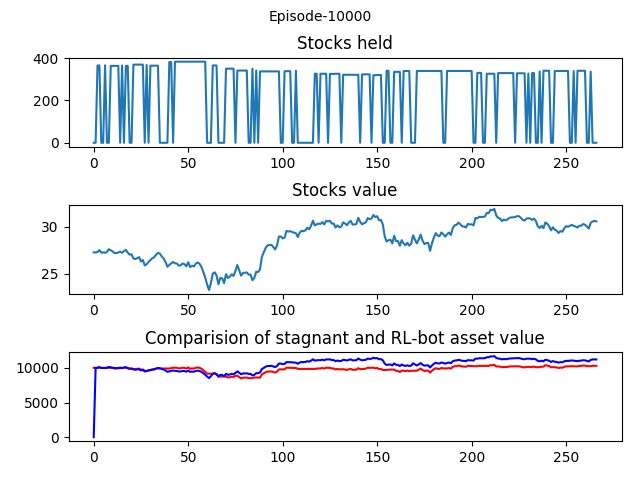 Episode-10000
Stocks held
400
200
0
0 50 100 150 200 250
Stocks value
30
25
0 50 100 150 200 250
Comparision of stagnant and RL-bot asset value
10000
5000
0
0 50 100 150 200 250